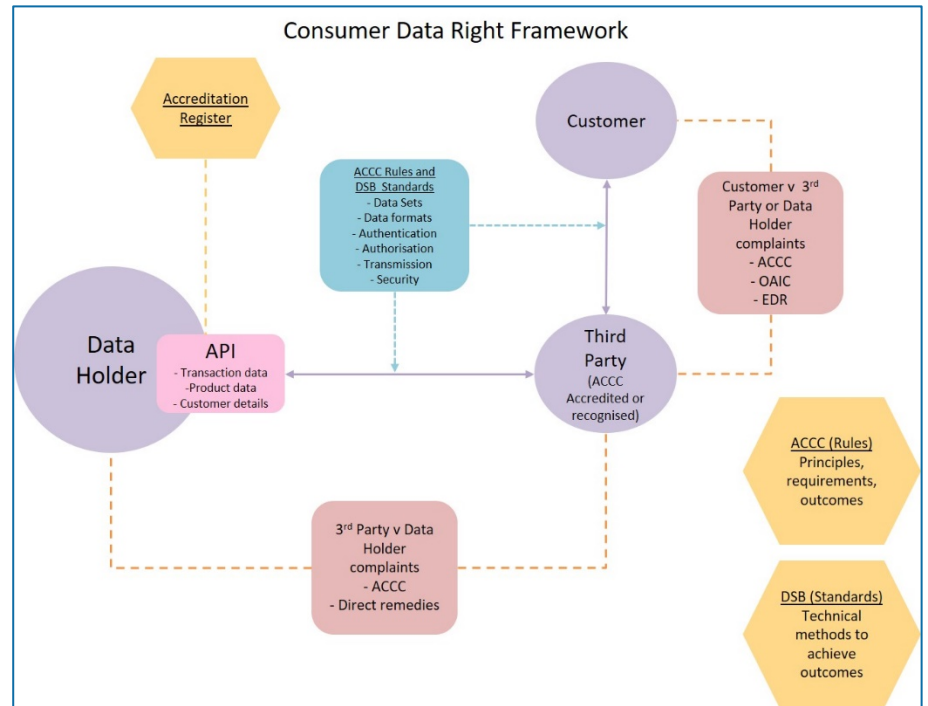 Consumer Data Right Framework
Accreditation
Register
Customer
ACCC Rules and
DSB Standards
- Data Sets
- Data formats
- Authentication
- Authorisation
- Transmission
- Security
Customer v 3rd
Party or Data
Holder
complaints
- ACCC
- OAIC
- EDR
Data
Holder
API
- Transaction data
-Product data
- Customer details
Third
Party
(ACCC
Accredited or
recognised)
ACCC (Rules)
Principles,
requirements,
outcomes
3rd Party v Data
Holder
complaints
- ACCC
- Direct remedies
DSB (Standards)
Technical
methods to
achieve
outcomes